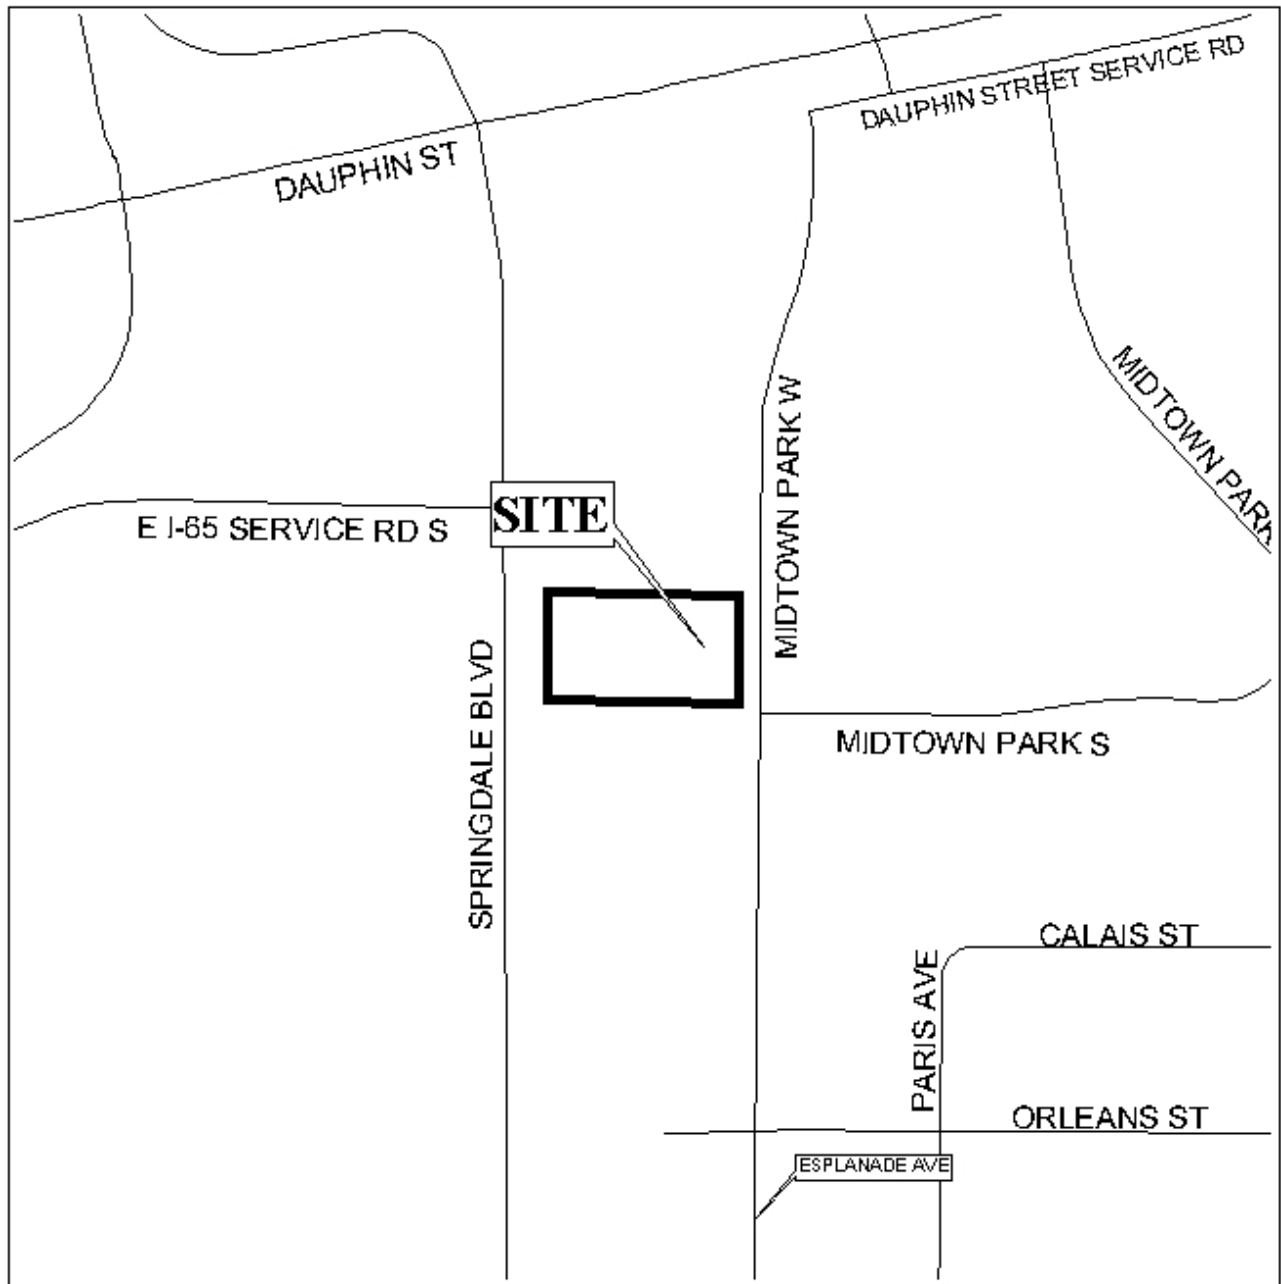 DAUPHIN STREET SERVICE RD
DAUPHIN ST
MIDTOWN PARK W
MIDTOWN PARK
SITE
E I-65 SERVICE RD S
SPRINGDALE BLVD
MIDTOWN PARK S
CALAIS ST
PARIS AVE
ORLEANS ST
ESPLANADE AVE